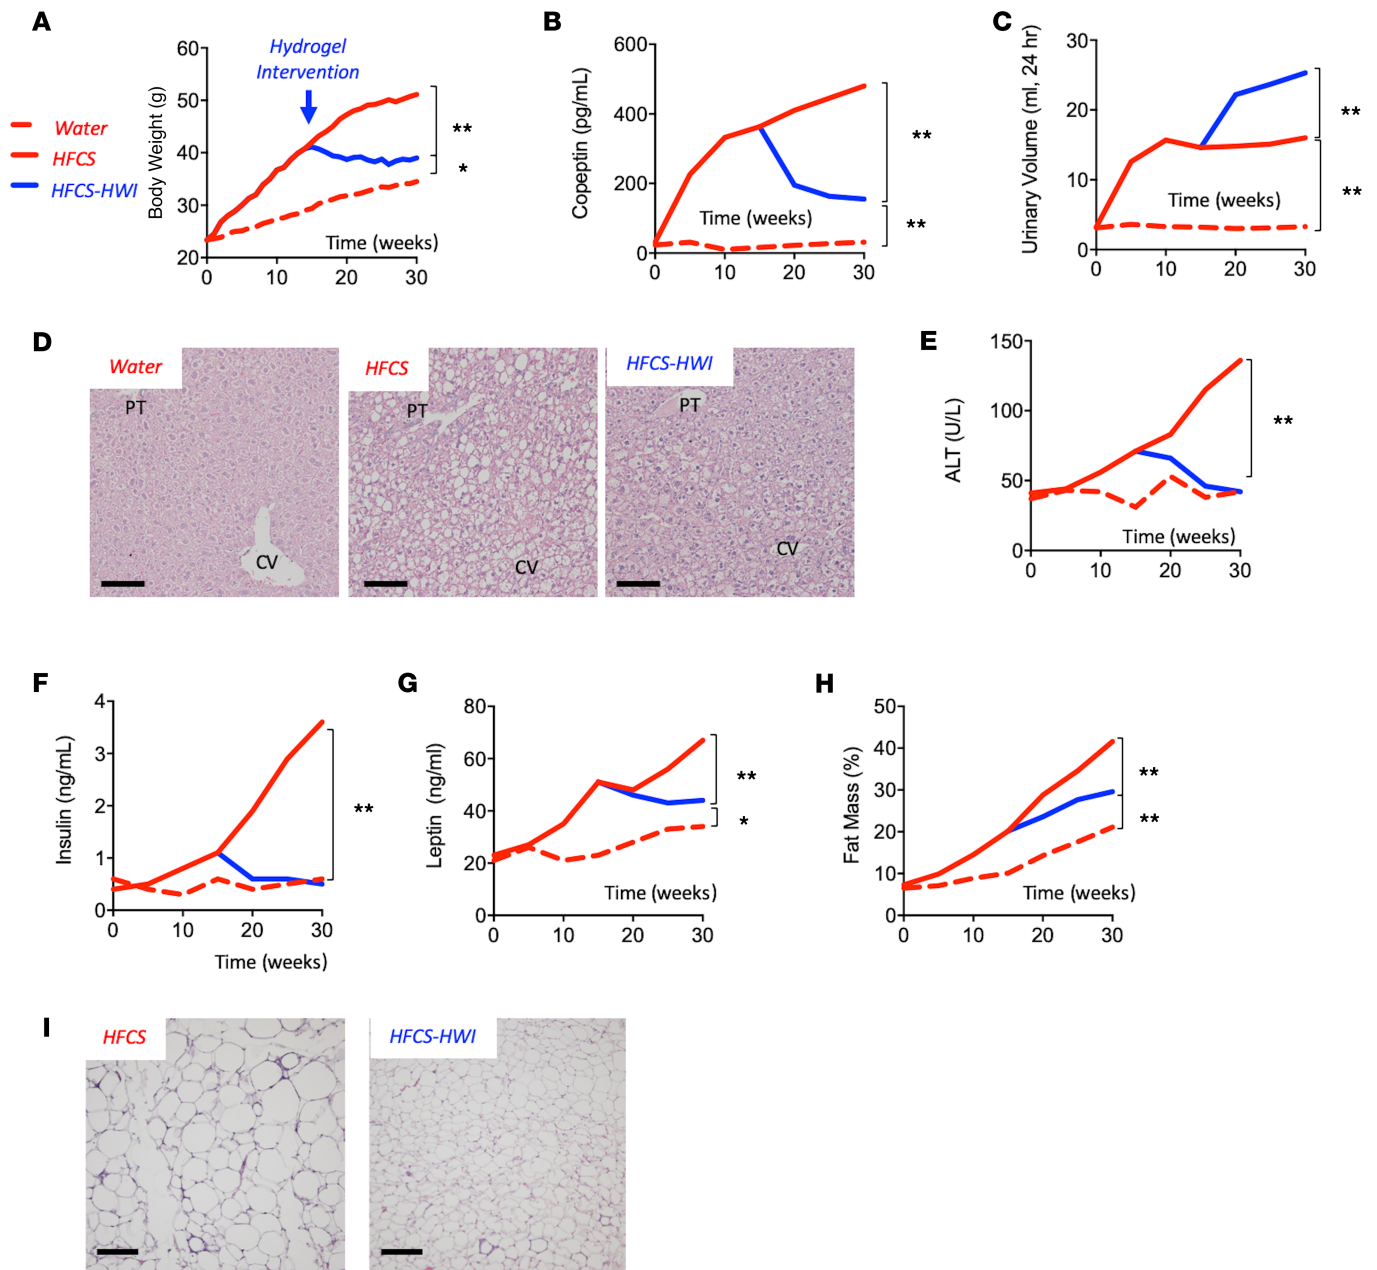 A
Hydrogel
Intervention
Body Weight (g)
60
50
40
30
20
0
10
20
30
Time (weeks)
**
*
Water
HFCS
HFCS-HWI
B
Copeptin (pg/mL)
600
400
200
0
0
10
20
30
Time (weeks)
**
**
C
Urinary Volume (ml, 24 hr)
30
20
10
0
0
10
20
30
Time (weeks)
**
**
D
Water
PT
CV
HFCS
PT
CV
HFCS-HWI
PT
CV
E
ALT (U/L)
150
100
50
0
0
10
20
30
Time (weeks)
**
F
Insulin (ng/mL)
4
3
2
1
0
0
10
20
30
Time (weeks)
**
G
Leptin (ng/ml)
80
60
40
20
0
0
10
20
30
Time (weeks)
**
*
H
Fat Mass (%)
50
40
30
20
10
0
0
10
20
30
Time (weeks)
**
**
I
HFCS
HFCS-HWI